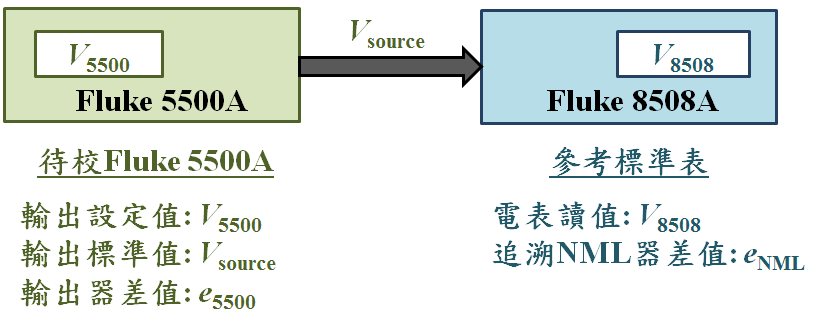 V5500
Fluke 5500A
Vsource
V8508
Fluke 8508A
待校Fluke 5500A
輸出設定值: V5500
輸出標準值: Vsource
輸出器差值: e5500
參考標準表
電表讀值: V8508
追溯NML器差值: eNML